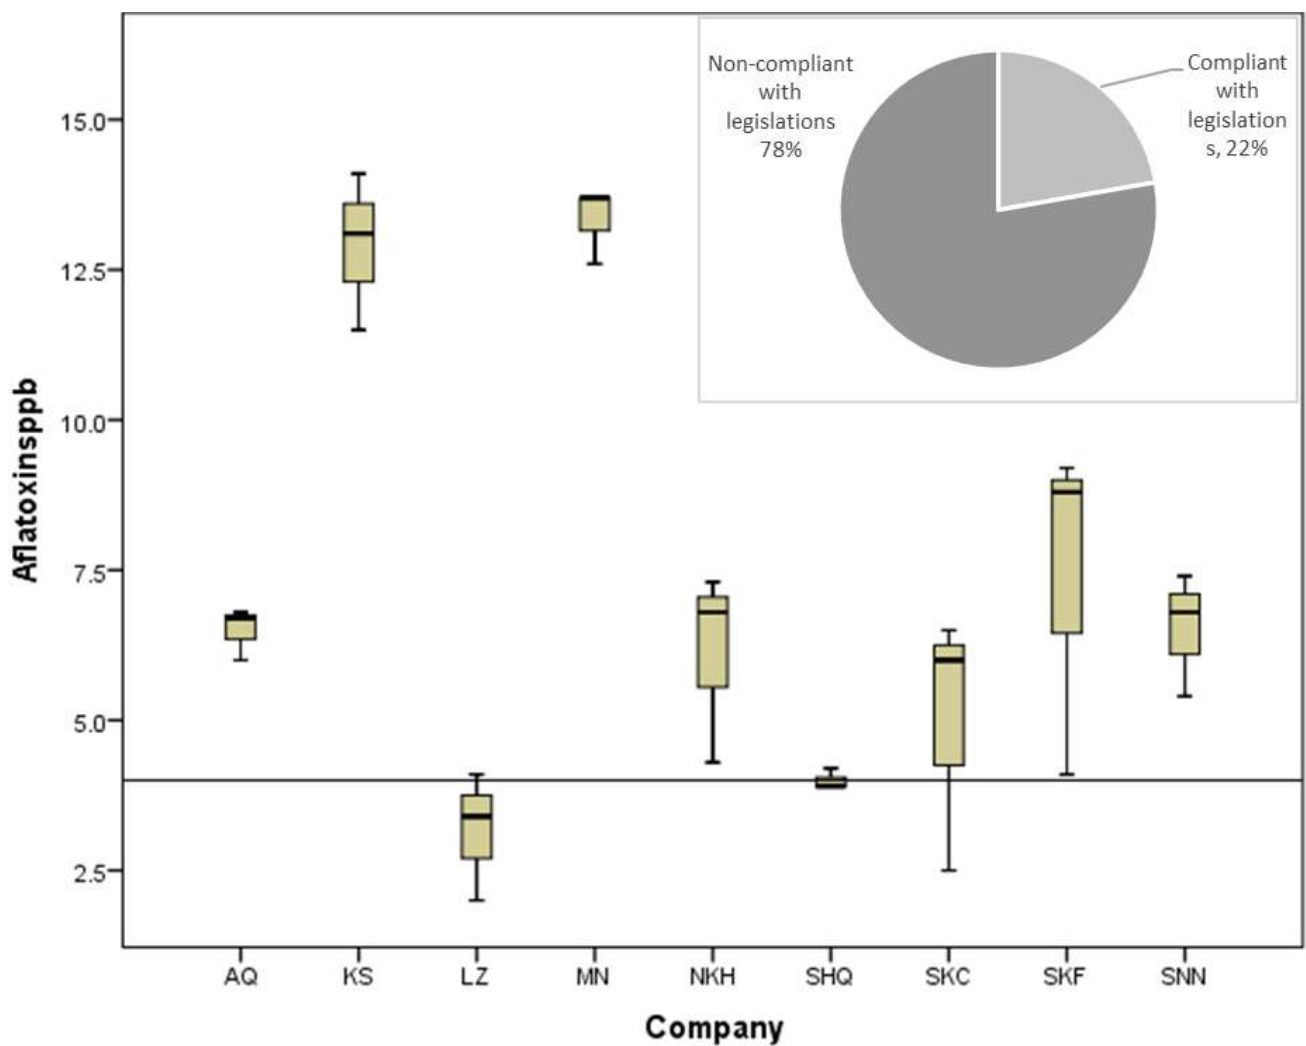 Non-compliant
with
legislations
78%
Compliant
with
legislation
s, 22%
15.0
12.5
10.0
7.5
5.0
2.5
Aflatoxinsppb
AQ KS LZ MN NKH SHQ SKC SKF SNN
Company